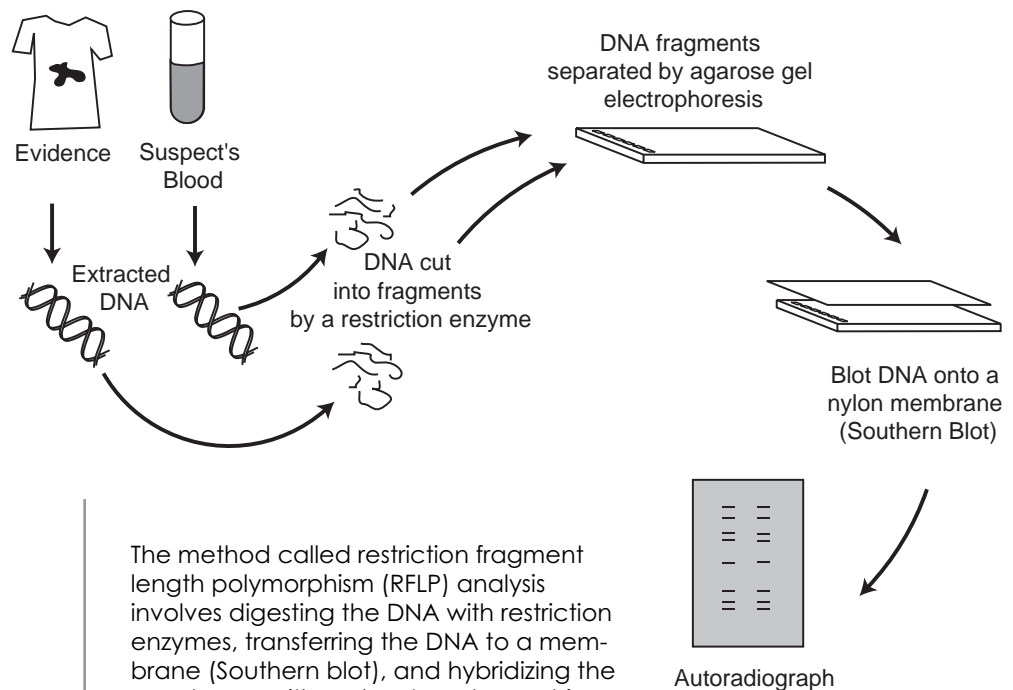 Evidence
Suspect's
Blood
Extracted
DNA
DNA cut
into fragments
by a restriction enzyme
DNA fragments
separated by agarose gel
electrophoresis
Blot DNA onto a
nylon membrane
(Southern Blot)
Autoradiograph
The method called restriction fragment
length polymorphism (RFLP) analysis
involves digesting the DNA with restriction
enzymes, transferring the DNA to a mem-
brane (Southern blot), and hybridizing the